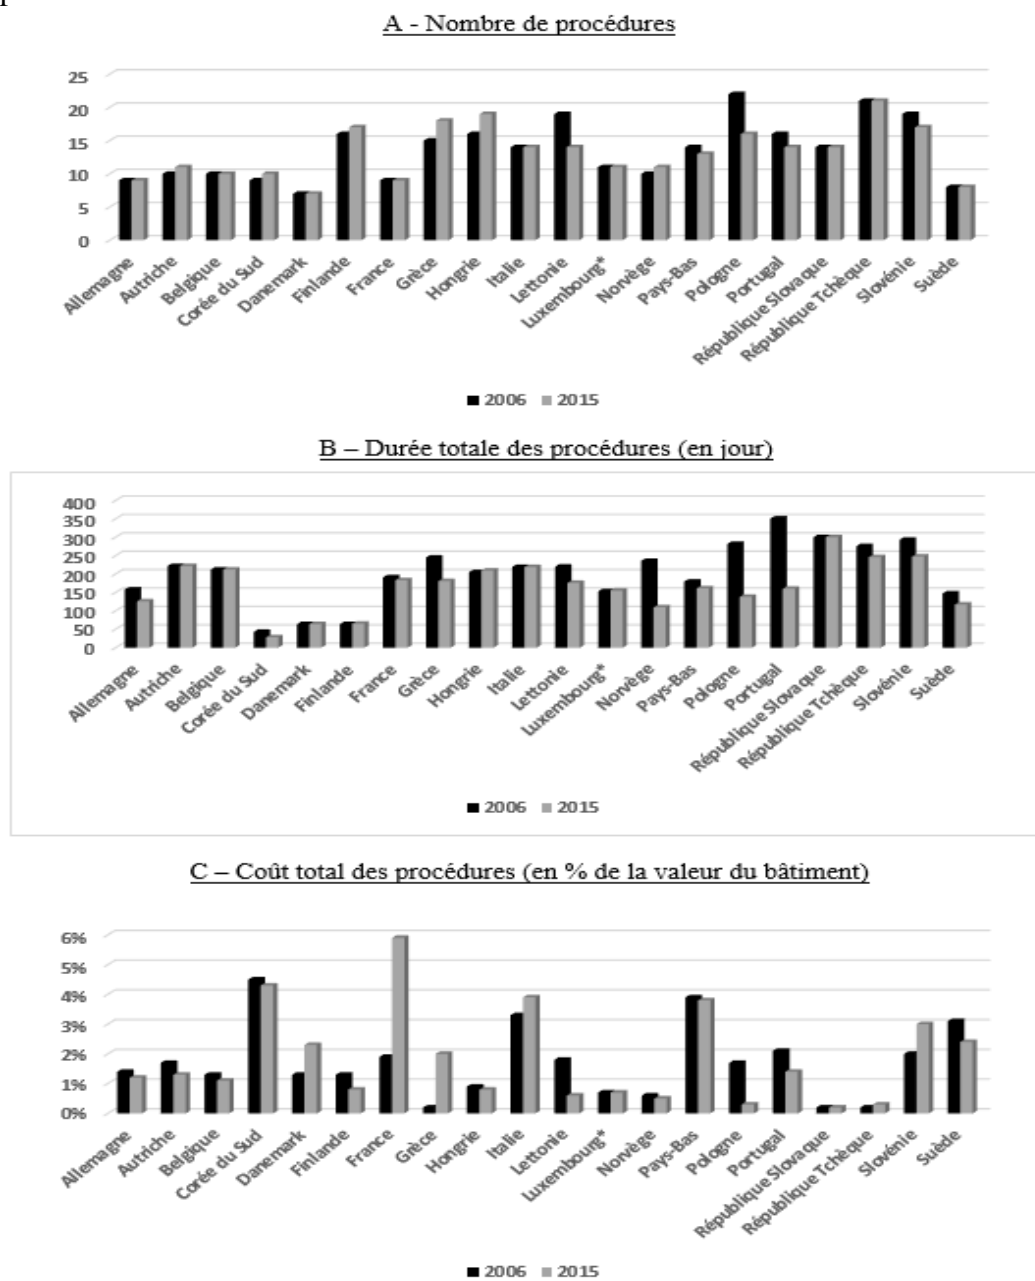 A - Nombre de procédures
25
20
15
10
5
0
Allemagne
Autriche
Belgique
Corée du Sud
Danemark
Finlande
France
Grèce
Hongrie
Italie
Lettonie
Luxembourg*
Norvège
Pays-Bas
Pologne
Portugal
République Slovaque
République Tchèque
Slovénie
Suède
2006 2015
B – Durée totale des procédures (en jour)
400
350
300
250
200
150
100
50
0
Allemagne
Autriche
Belgique
Corée du Sud
Danemark
Finlande
France
Grèce
Hongrie
Italie
Lettonie
Luxembourg*
Norvège
Pays-Bas
Pologne
Portugal
République Slovaque
République Tchèque
Slovénie
Suède
2006 2015
C – Coût total des procédures (en % de la valeur du bâtiment)
6%
5%
4%
3%
2%
1%
0%
Allemagne
Autriche
Belgique
Corée du Sud
Danemark
Finlande
France
Grèce
Hongrie
Italie
Lettonie
Luxembourg*
Norvège
Pays-Bas
Pologne
Portugal
République Slovaque
République Tchèque
Slovénie
Suède
2006 2015